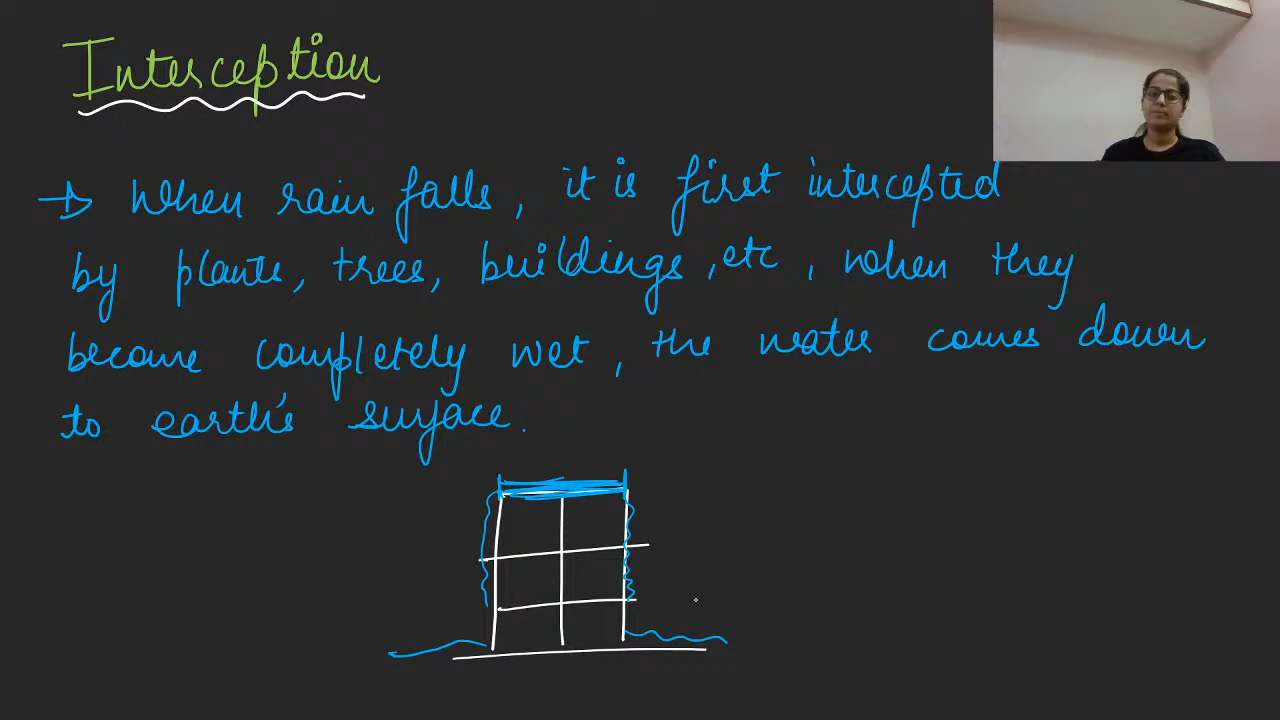 Interception
→ When rain falls, it is first intercepted
by plants, trees, buildings, etc, when they
become completely wet, the water comes down
to earth's surface.